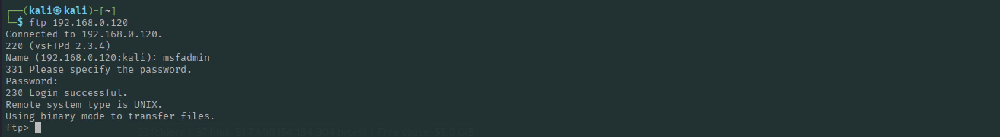 ┌──(kali㉿kali)-[~]
└─$ ftp 192.168.0.120
Connected to 192.168.0.120.
220 (vsFTPd 2.3.4)
Name (192.168.0.120:kali): msfadmin
331 Please specify the password.
Password:
230 Login successful.
Remote system type is UNIX.
Using binary mode to transfer files.
ftp>
23 folders | 37 files: 51.7 MiB (54,184,304 bytes) | Free space: 55.0 GiB